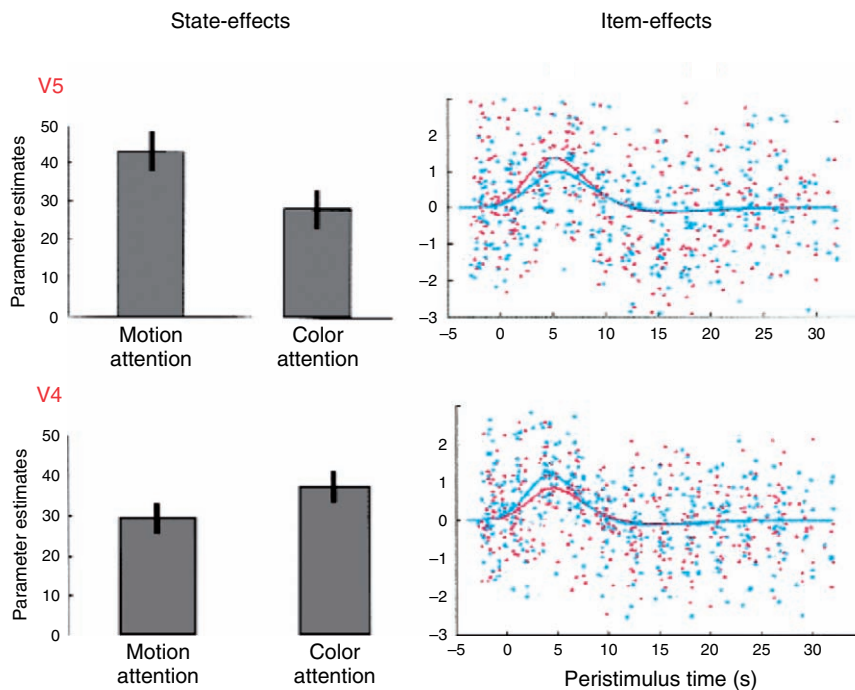 State-effects
Item-effects
V5
Parameter estimates
50
40
30
20
10
0
Motion
attention
Color
attention
2
1
0
–1
–2
–3
–5
0
5
10
15
20
25
30
V4
Parameter estimates
50
40
30
20
10
0
Motion
attention
Color
attention
2
1
0
–1
–2
–3
–5
0
5
10
15
20
25
30
Peristimulus time (s)